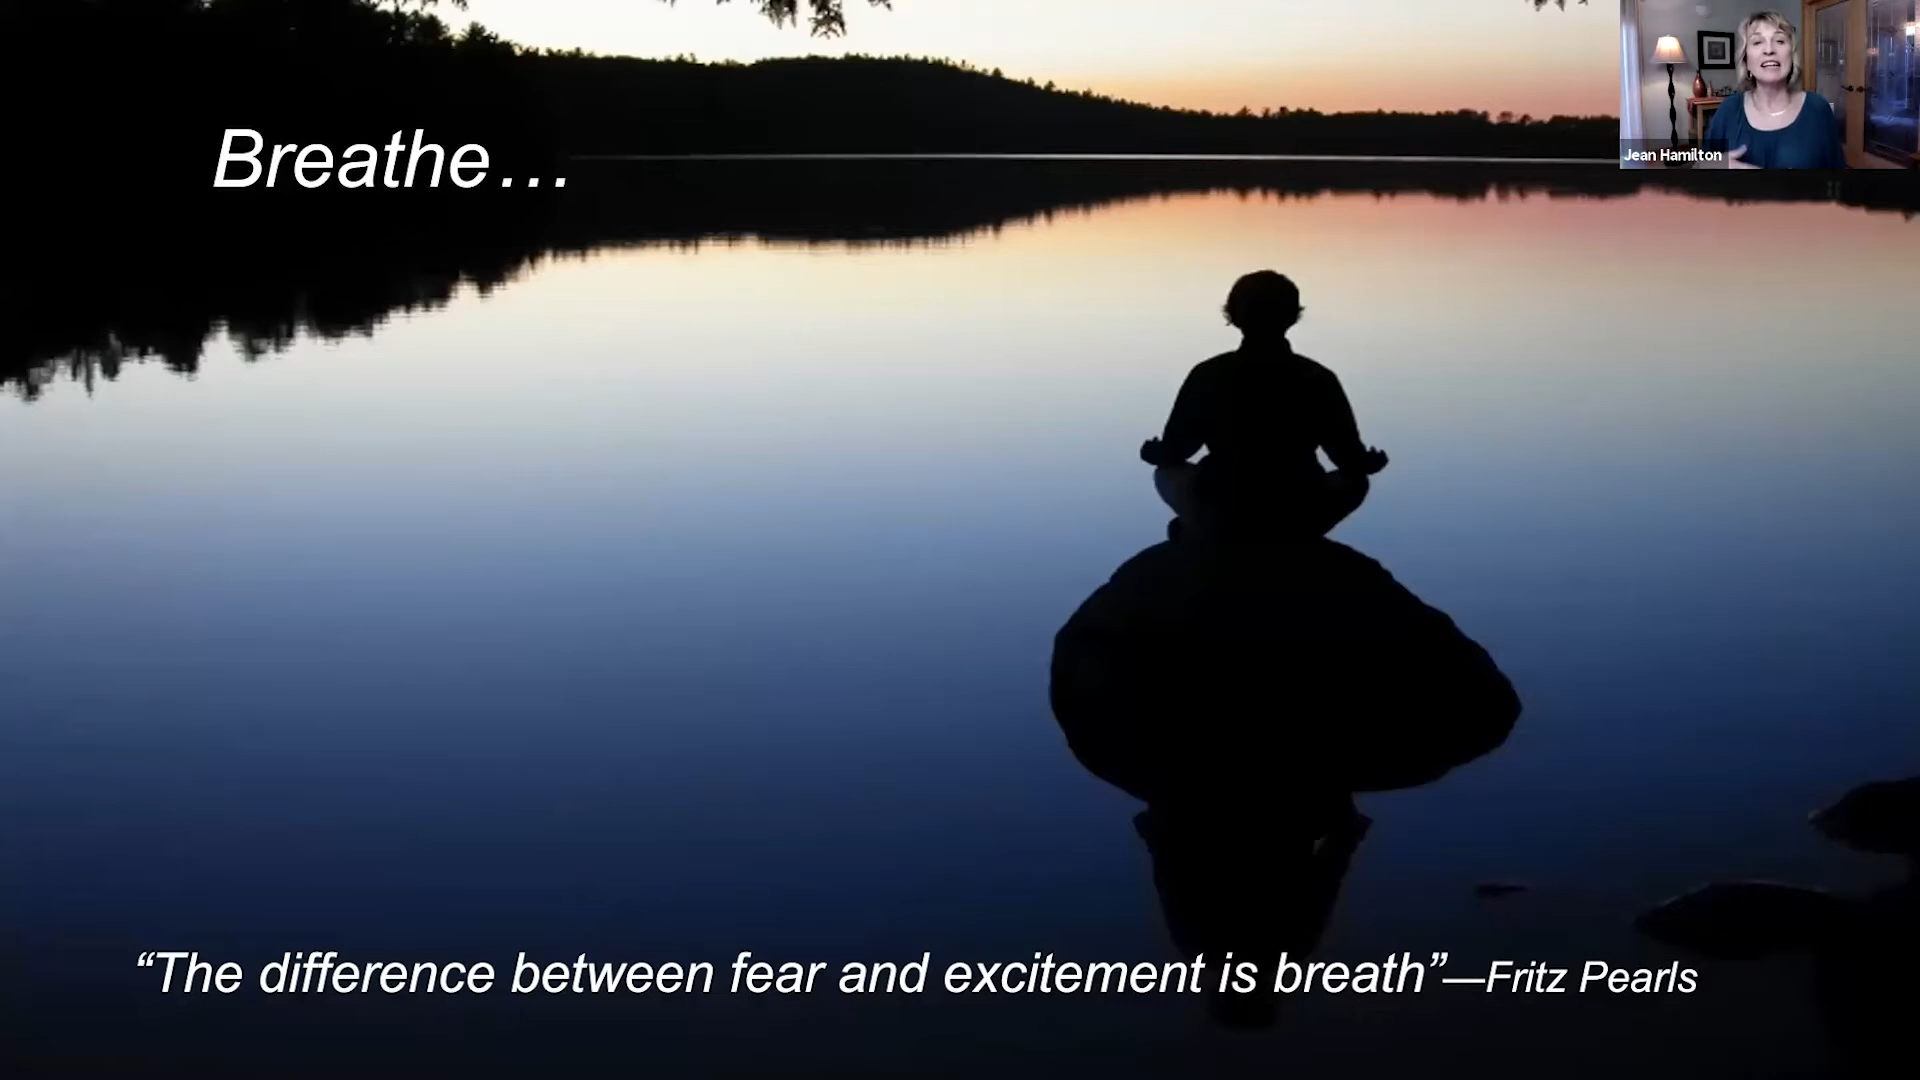 Breathe…
Jean Hamilton
“The difference between fear and excitement is breath”—Fritz Pearls